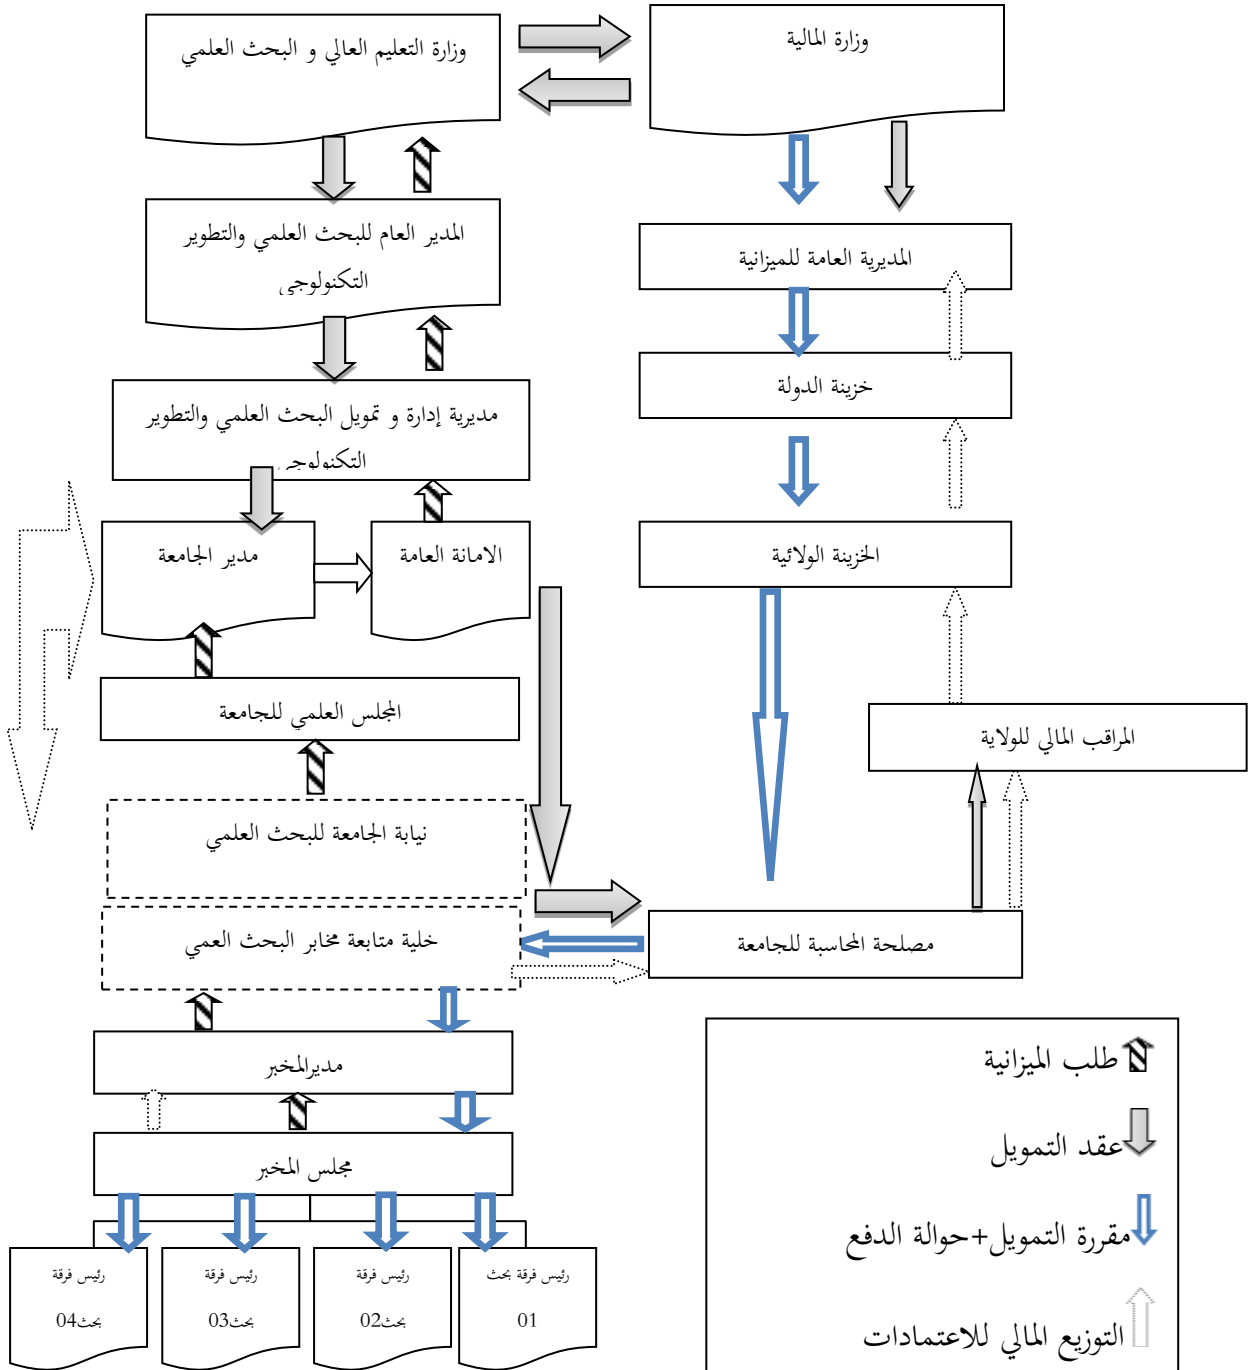 وزارة المالية
وزارة التعليم العالي و البحث العلمي
المدير العام للبحث العلمي والتطوير
التكنولوجي
المديرية العامة للميزانية
خزينة الدولة
مديرية إدارة و تمويل البحث العلمي والتطوير
التكنولوجي
الخزينة الولائية
الامانة العامة
مدير الجامعة
المجلس العلمي للجامعة
المراقب المالي للولاية
نيابة الجامعة للبحث العلمي
مصلحة المحاسبة للجامعة
خلية متابعة مخابر البحث العمي
مديرالمخبر
مجلس المخبر
رئيس فرقة بحث
01
رئيس فرقة
بحث02
رئيس فرقة
بحث03
رئيس فرقة
بحث04
طلب الميزانية
عقد التمويل
مقررة التمويل+حوالة الدفع
التوزيع المالي للاعتمادات